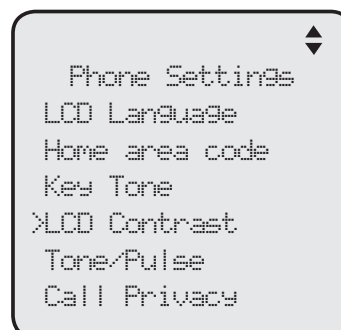 Phone Settings
LCD Language
Home area code
Key Tone
>LCD Contrast
Tone/Pulse
Call Privacy